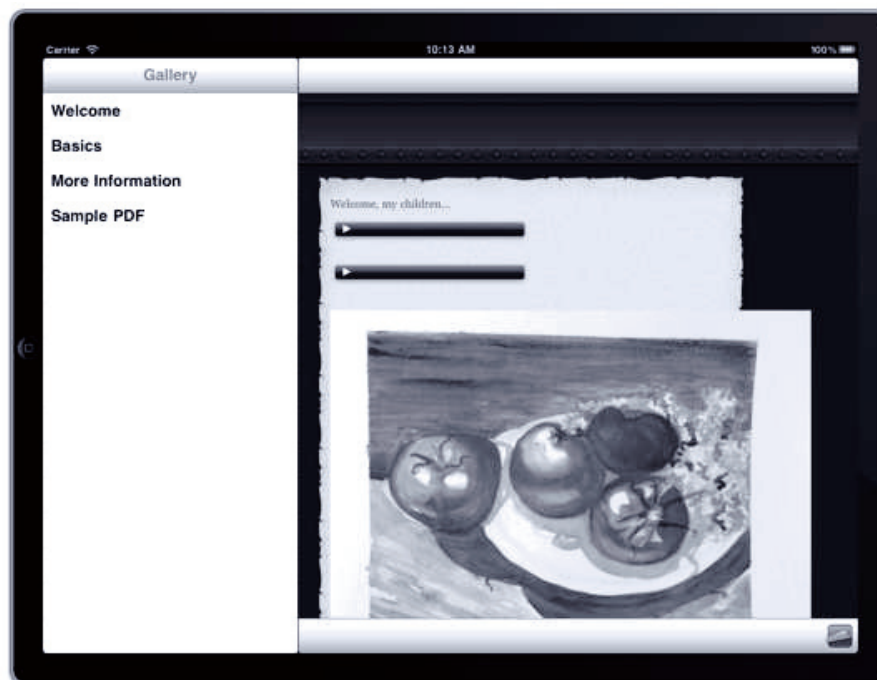 Carrier
10:13 AM
100%
Gallery
Welcome
Basics
More Information
Sample PDF
Welcome, my children...